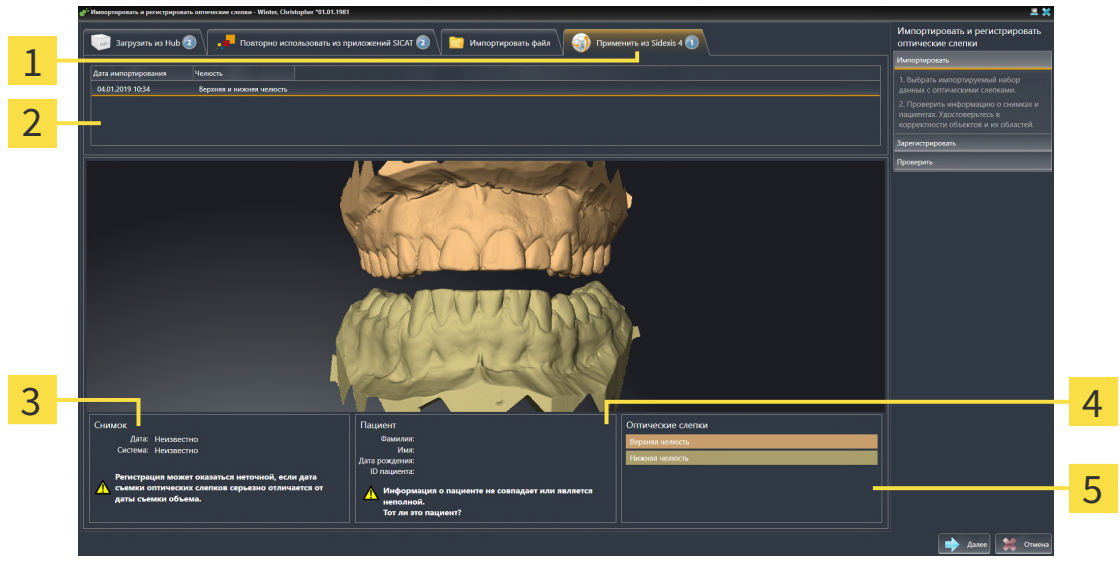 Импортировать и регистрировать оптические слепки - Winter, Christopher *01.01.1981
Загрузить из Hub 2
Повторно использовать из приложений SICAT 2
Импортировать файл
Применить из Sidexis 4 1
Дата импортирования Челюсть
04.01.2019 10:34 Верхняя и нижняя челюсть
Импортировать и регистрировать
оптические слепки
Импортировать
1. Выбрать импортируемый набор
данных с оптическими слепками.
2. Проверить информацию о снимках и
пациентах. Удостоверьтесь в
корректности объектов и их областей.
Зарегистрировать
Проверить
1
2
3
4
5
Снимок
Дата: Неизвестно
Система: Неизвестно
Регистрация может оказаться неточной, если дата
съемки оптических слепков серьезно отличается от
даты съемки объема.
Пациент
Фамилия:
Имя:
Дата рождения:
ID пациента:
Информация о пациенте не совпадает или является
неполной.
Тот ли это пациент?
Оптические слепки
Верхняя челюсть
Нижняя челюсть
Далее
Отмена